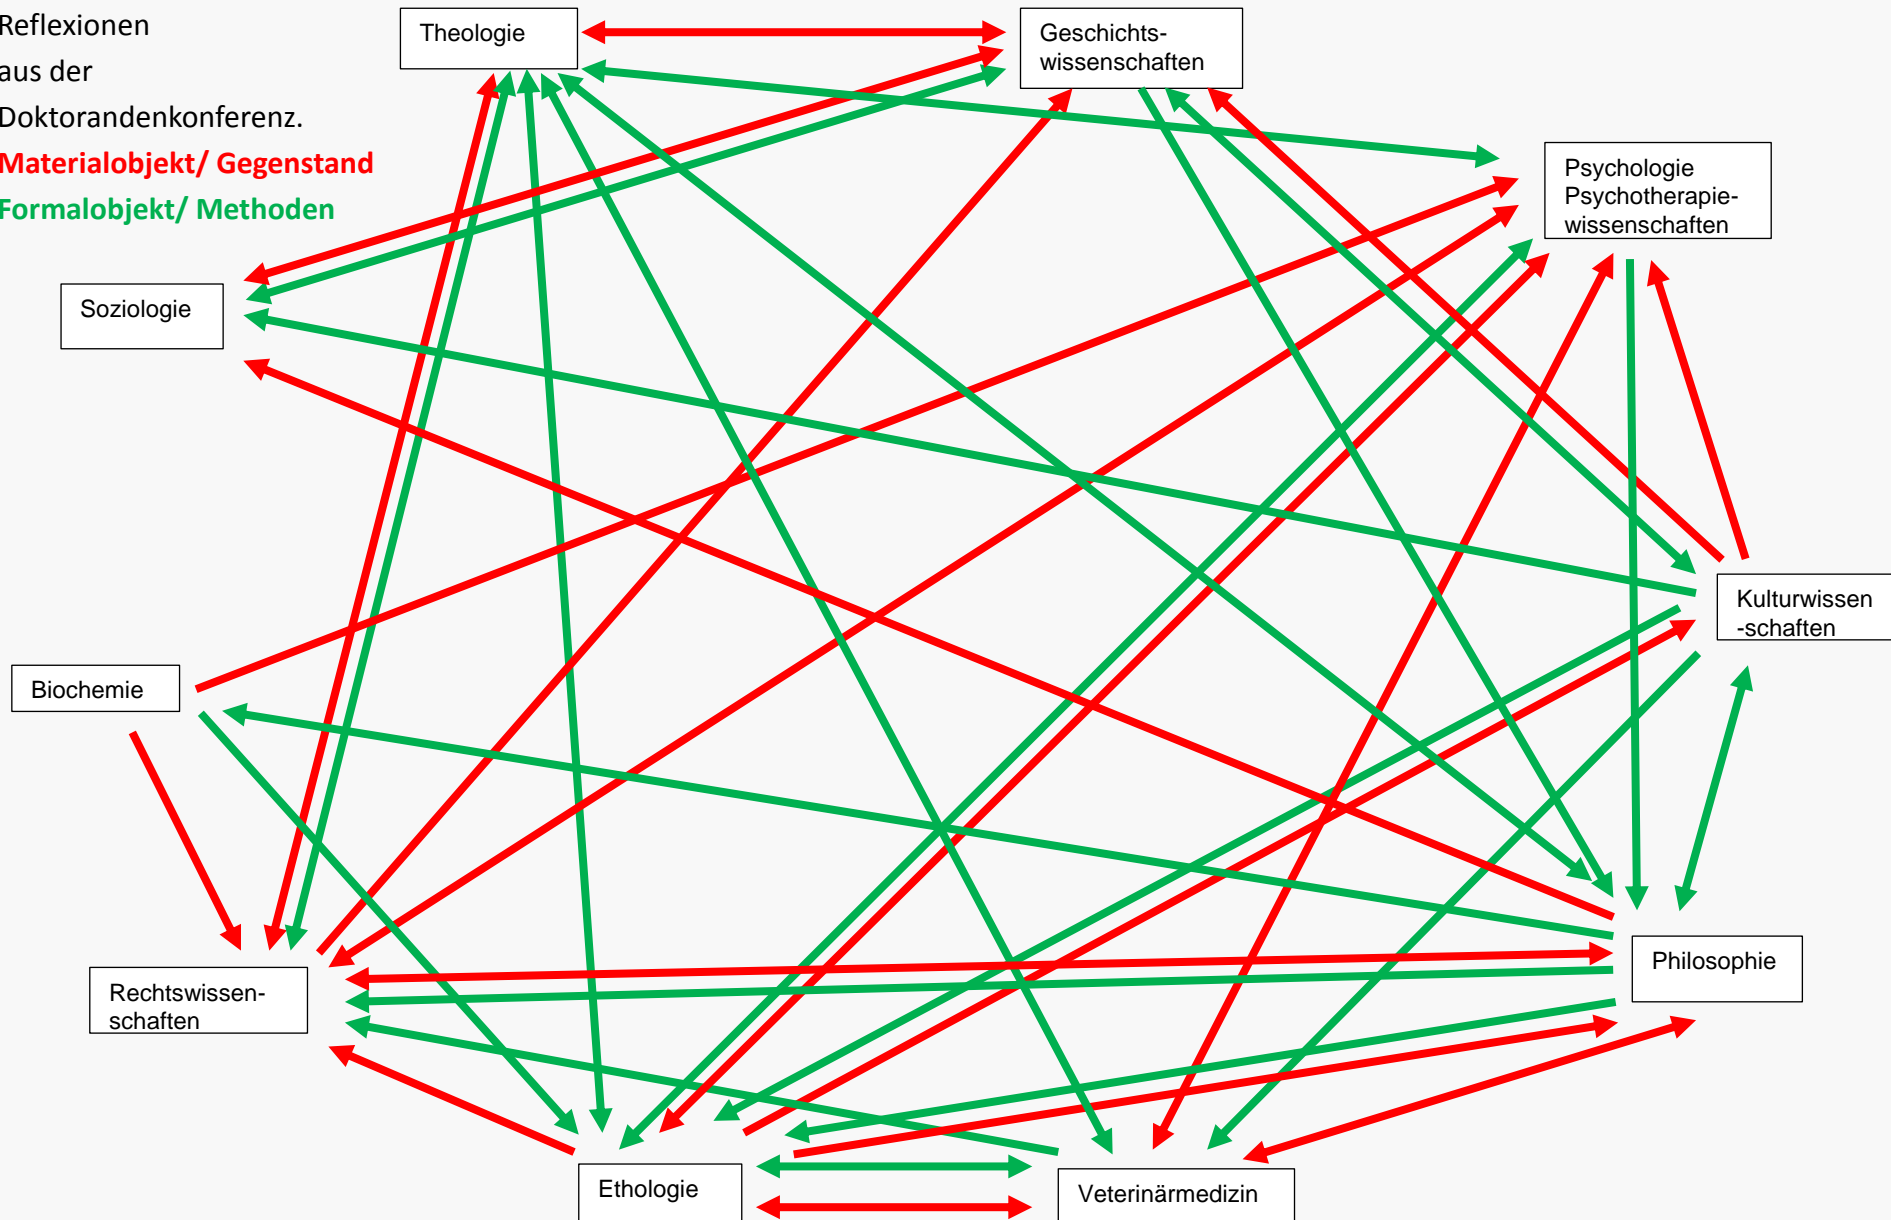 Reflexionen
aus der
Doktorandenkonferenz.
Materialobjekt/ Gegenstand
Formalobjekt/ Methoden
Theologie
Geschichts-
wissenschaften
Psychologie
Psychotherapie-
wissenschaften
Soziologie
Kulturwissen
-schaften
Biochemie
Philosophie
Rechtswissen-
schaften
Ethologie
Veterinärmedizin